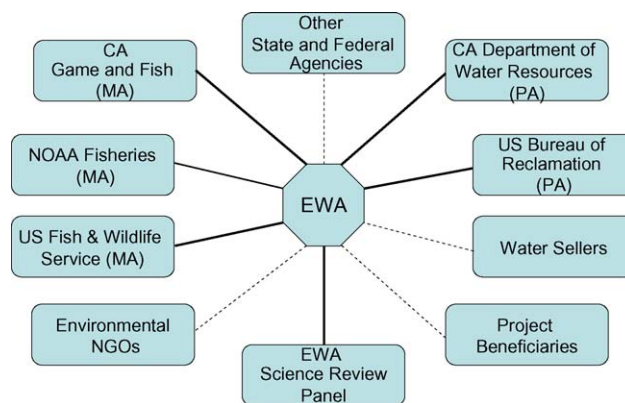 Other
State and Federal
Agencies
CA
Game and Fish
(MA)
CA Department of
Water Resources
(PA)
NOAA Fisheries
(MA)
US Bureau of
Reclamation
(PA)
EWA
US Fish & Wildlife
Service (MA)
Water Sellers
Environmental
NGOs
EWA
Science Review
Panel
Project
Beneficiaries